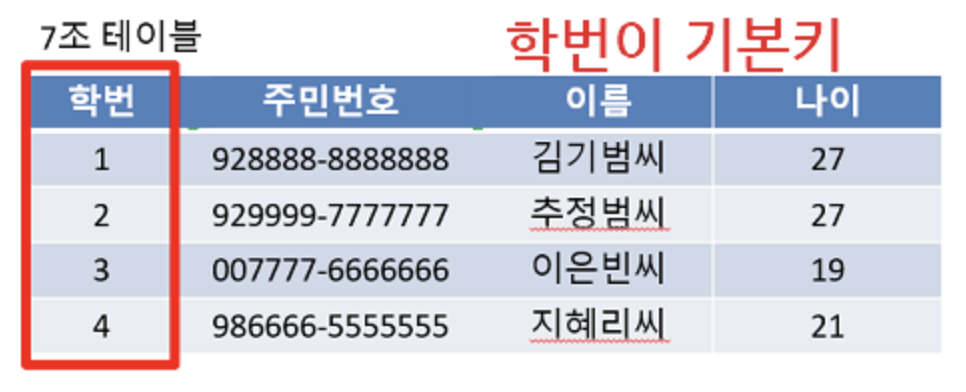 7조 테이블
학번이 기본키
학번 주민번호 이름 나이
1 928888-8888888 김기범씨 27
2 929999-7777777 추정범씨 27
3 007777-6666666 이은빈씨 19
4 986666-5555555 지혜리씨 21